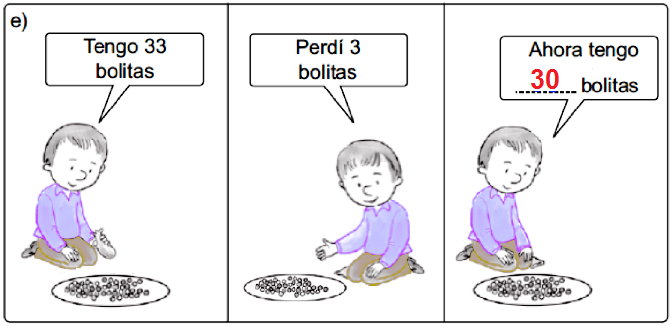 e)
Tengo 33
bolitas
Perdí 3
bolitas
Ahora tengo
30 bolitas